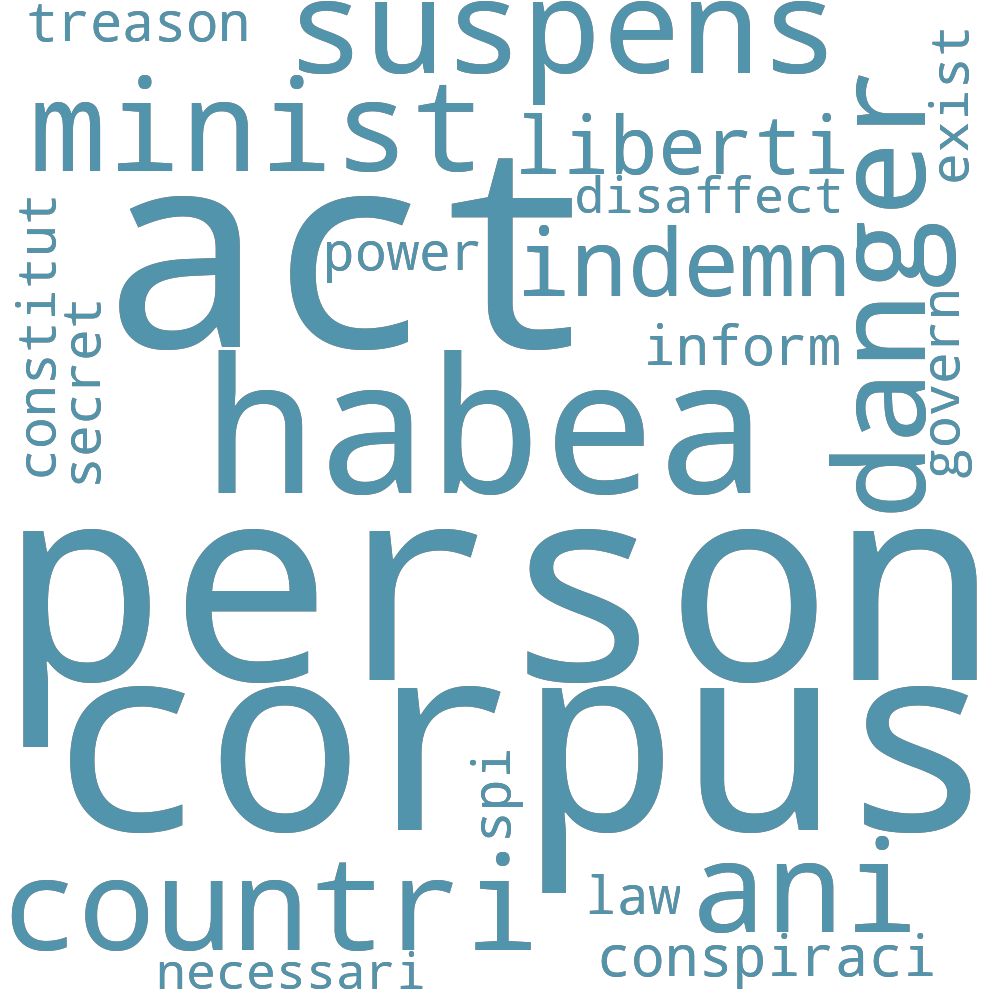 treason
suspens
exist
minist
liberti
danger
disaffect
act
power
indemn
constitut
secret
inform
govern
habea
person
corpus
spi
countri
law
ani
conspiraci
necessari